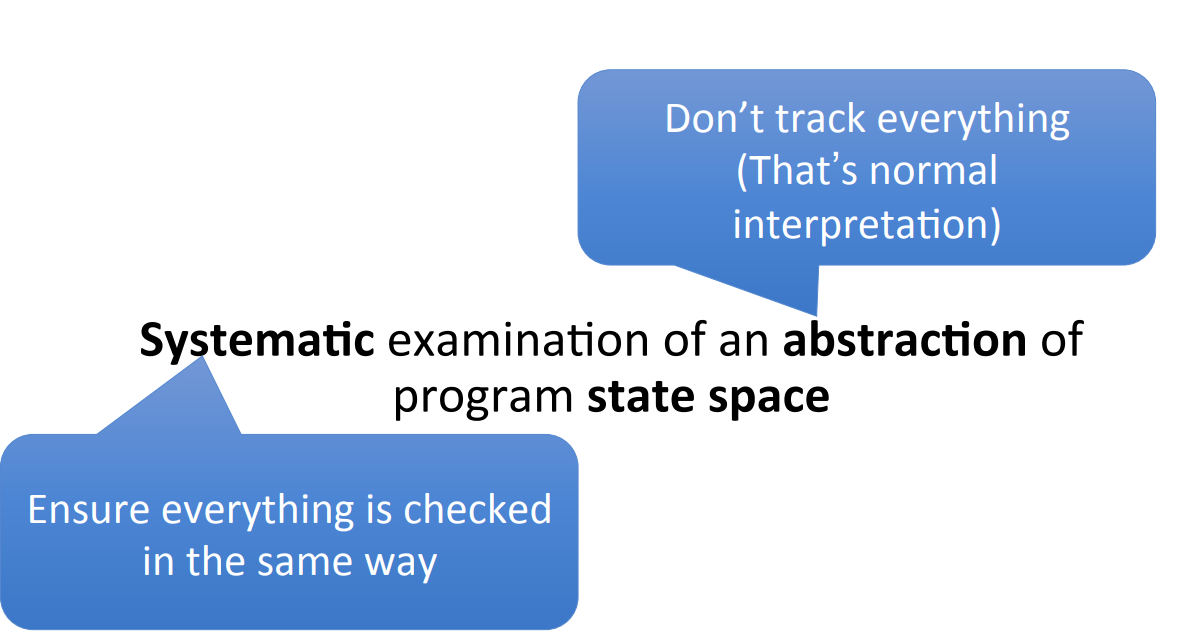 Don’t track everything
(That’s normal
interpretation)
Systematic examination of an abstraction of
program state space
Ensure everything is checked
in the same way